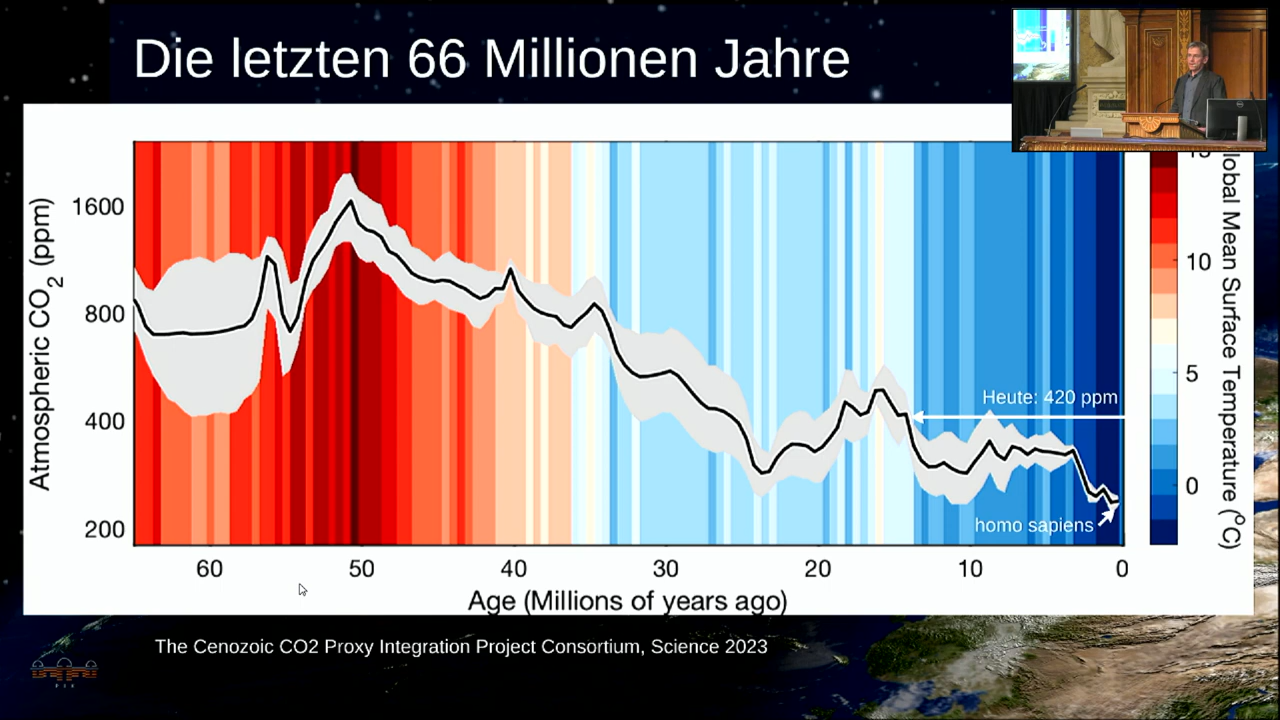 Die letzten 66 Millionen Jahre
Atmospheric CO2 (ppm)
1600
800
400
200
60
50
40
30
20
10
0
Age (Millions of years ago)
Heute: 420 ppm
homo sapiens
10
5
0
Mean Surface Temperature (°C)
The Cenozoic CO2 Proxy Integration Project Consortium, Science 2023
PIK